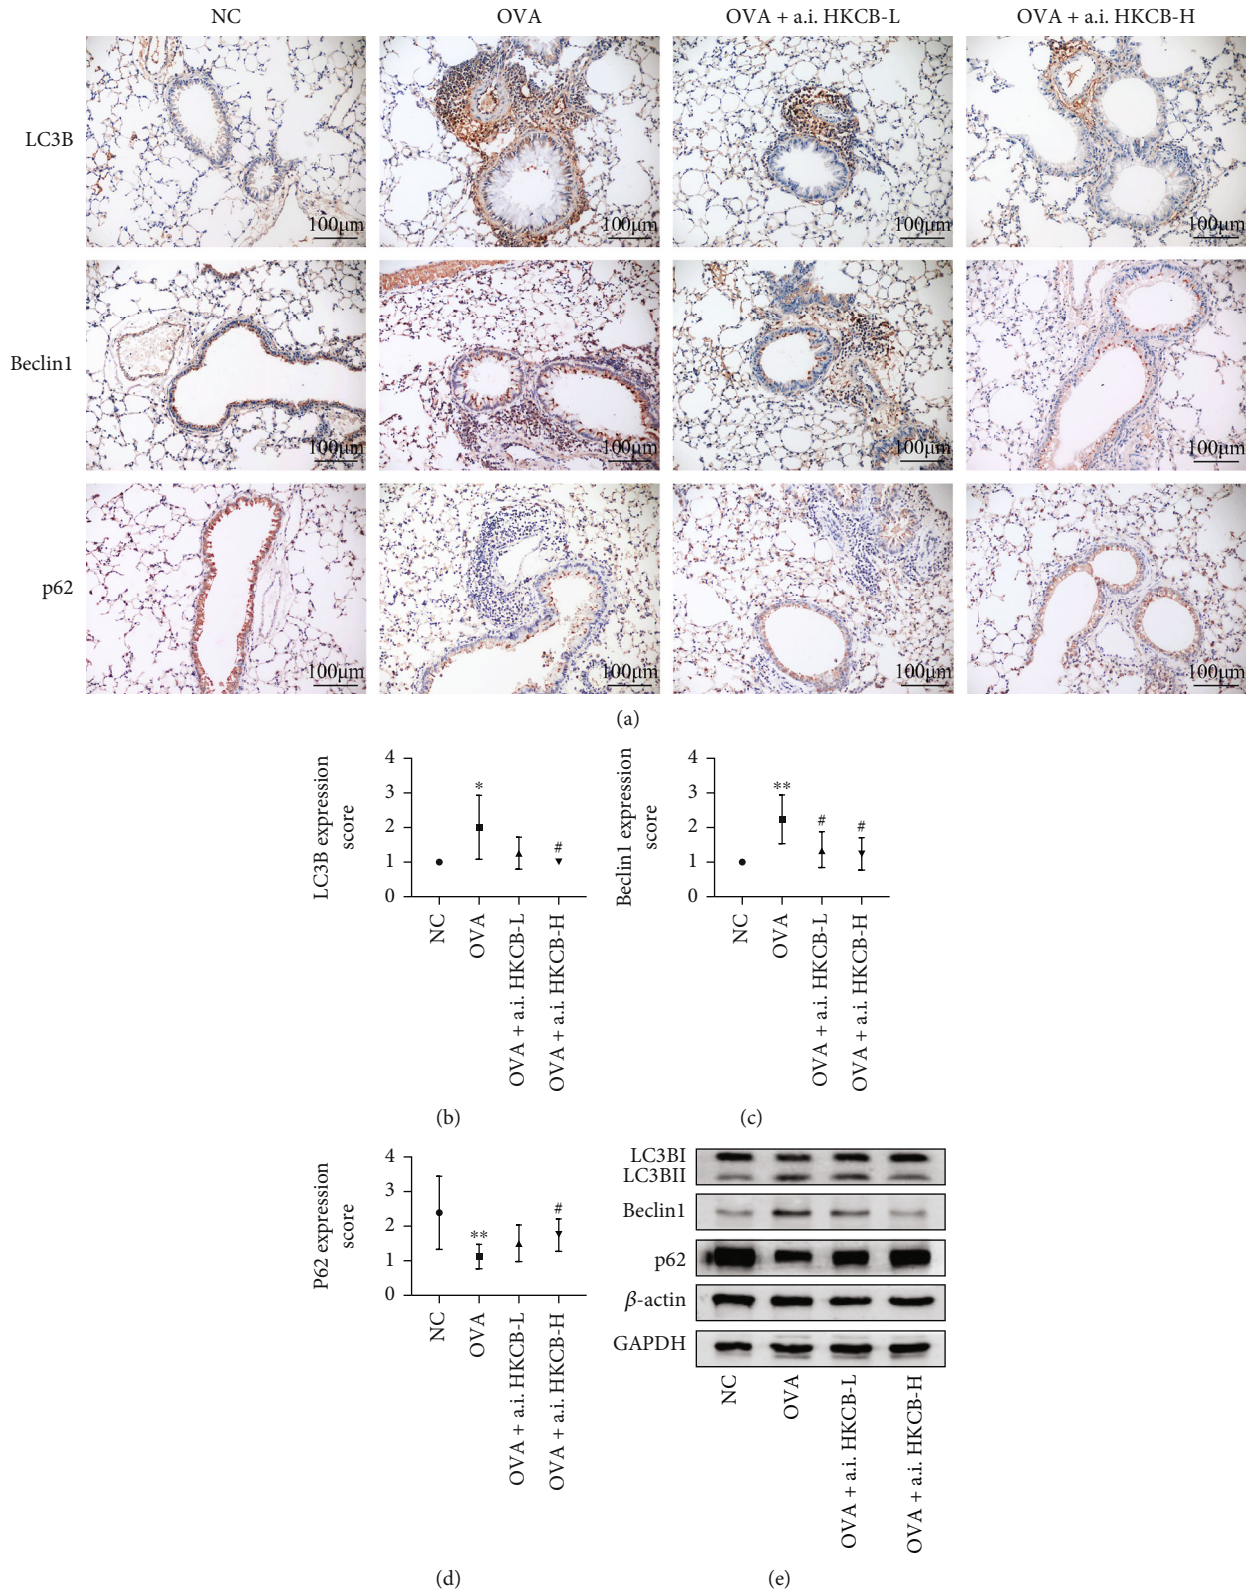 NC OVA OVA + a.i. HKCB-L OVA + a.i. HKCB-H
LC3B
100μm 100μm 100μm 100μm
Beclin1
100μm 100μm 100μm 100μm
p62
100μm 100μm 100μm 100μm
(a)
LC3B expression
score
4
3
2
1
0
*
#
NC
OVA
OVA + a.i. HKCB-L
OVA + a.i. HKCB-H
(b)
Beclin1 expression
score
4
3
2
1
0
**
#
#
NC
OVA
OVA + a.i. HKCB-L
OVA + a.i. HKCB-H
(c)
P62 expression
score
4
3
2
1
0
**
#
NC
OVA
OVA + a.i. HKCB-L
OVA + a.i. HKCB-H
(d)
LC3BI
LC3BII
Beclin1
p62
β-actin
GAPDH
NC
OVA
OVA + a.i. HKCB-L
OVA + a.i. HKCB-H
(e)